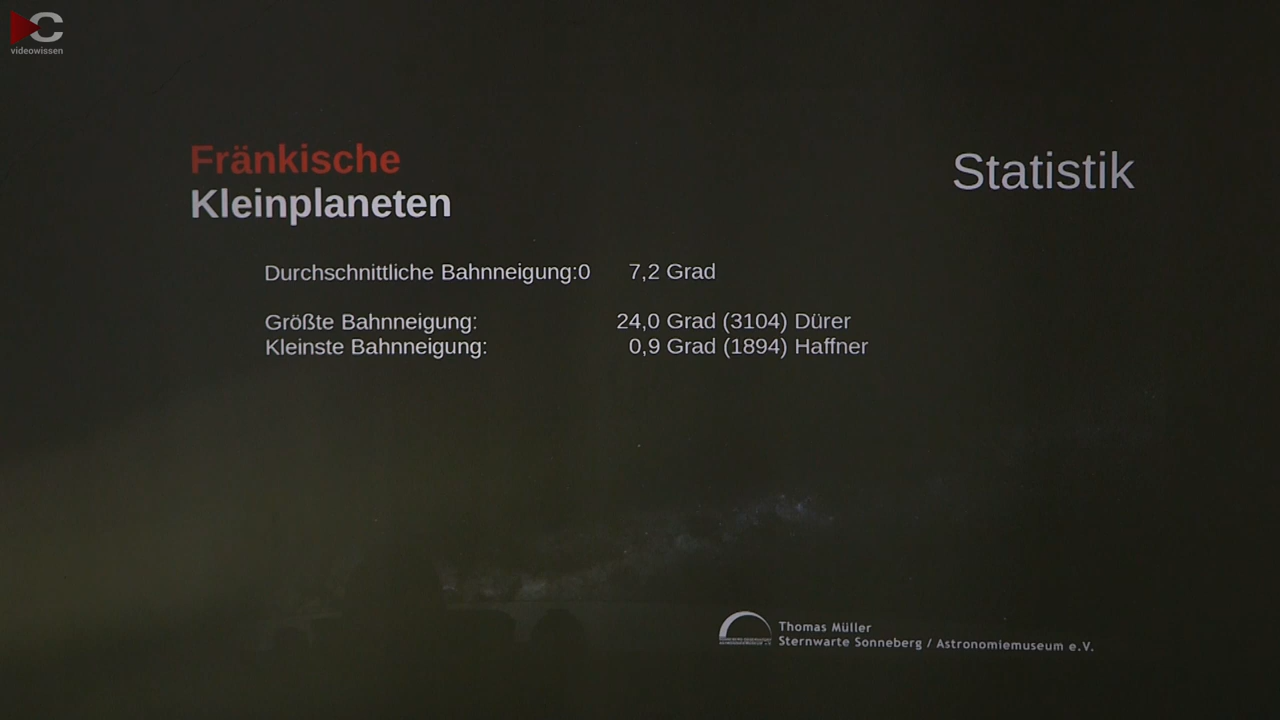 videowissen
Fränkische
Kleinplaneten
Statistik
Durchschnittliche Bahnneigung:0 7,2 Grad
Größte Bahnneigung: 24,0 Grad (3104) Dürer
Kleinste Bahnneigung: 0,9 Grad (1894) Haffner
Thomas Müller
Sternwarte Sonneberg / Astronomiemuseum e.V.